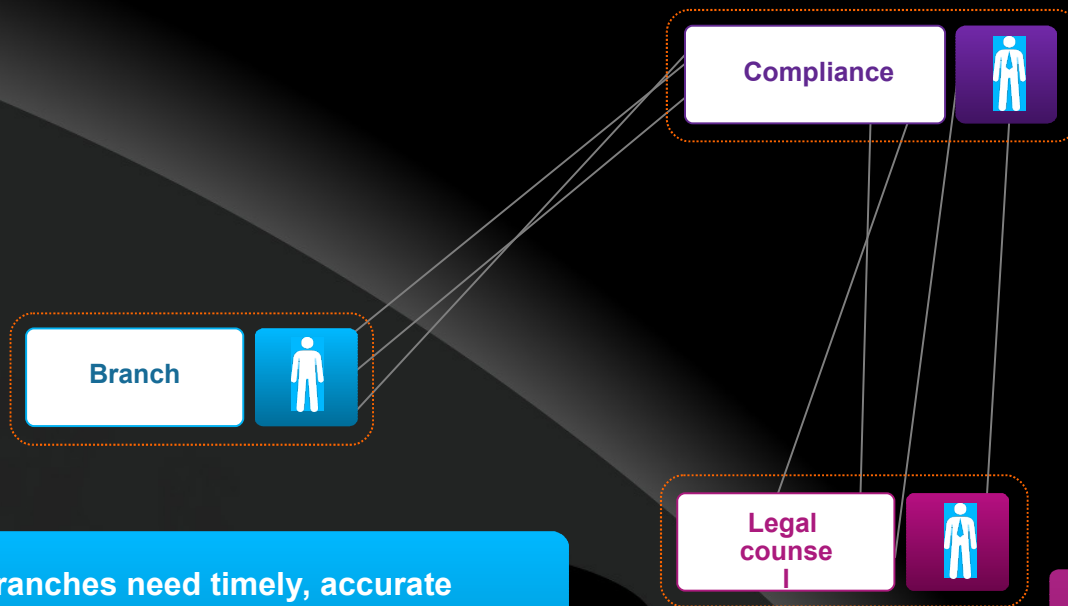 Compliance
Branch
Legal
counse
l
ranches need timely, accurate